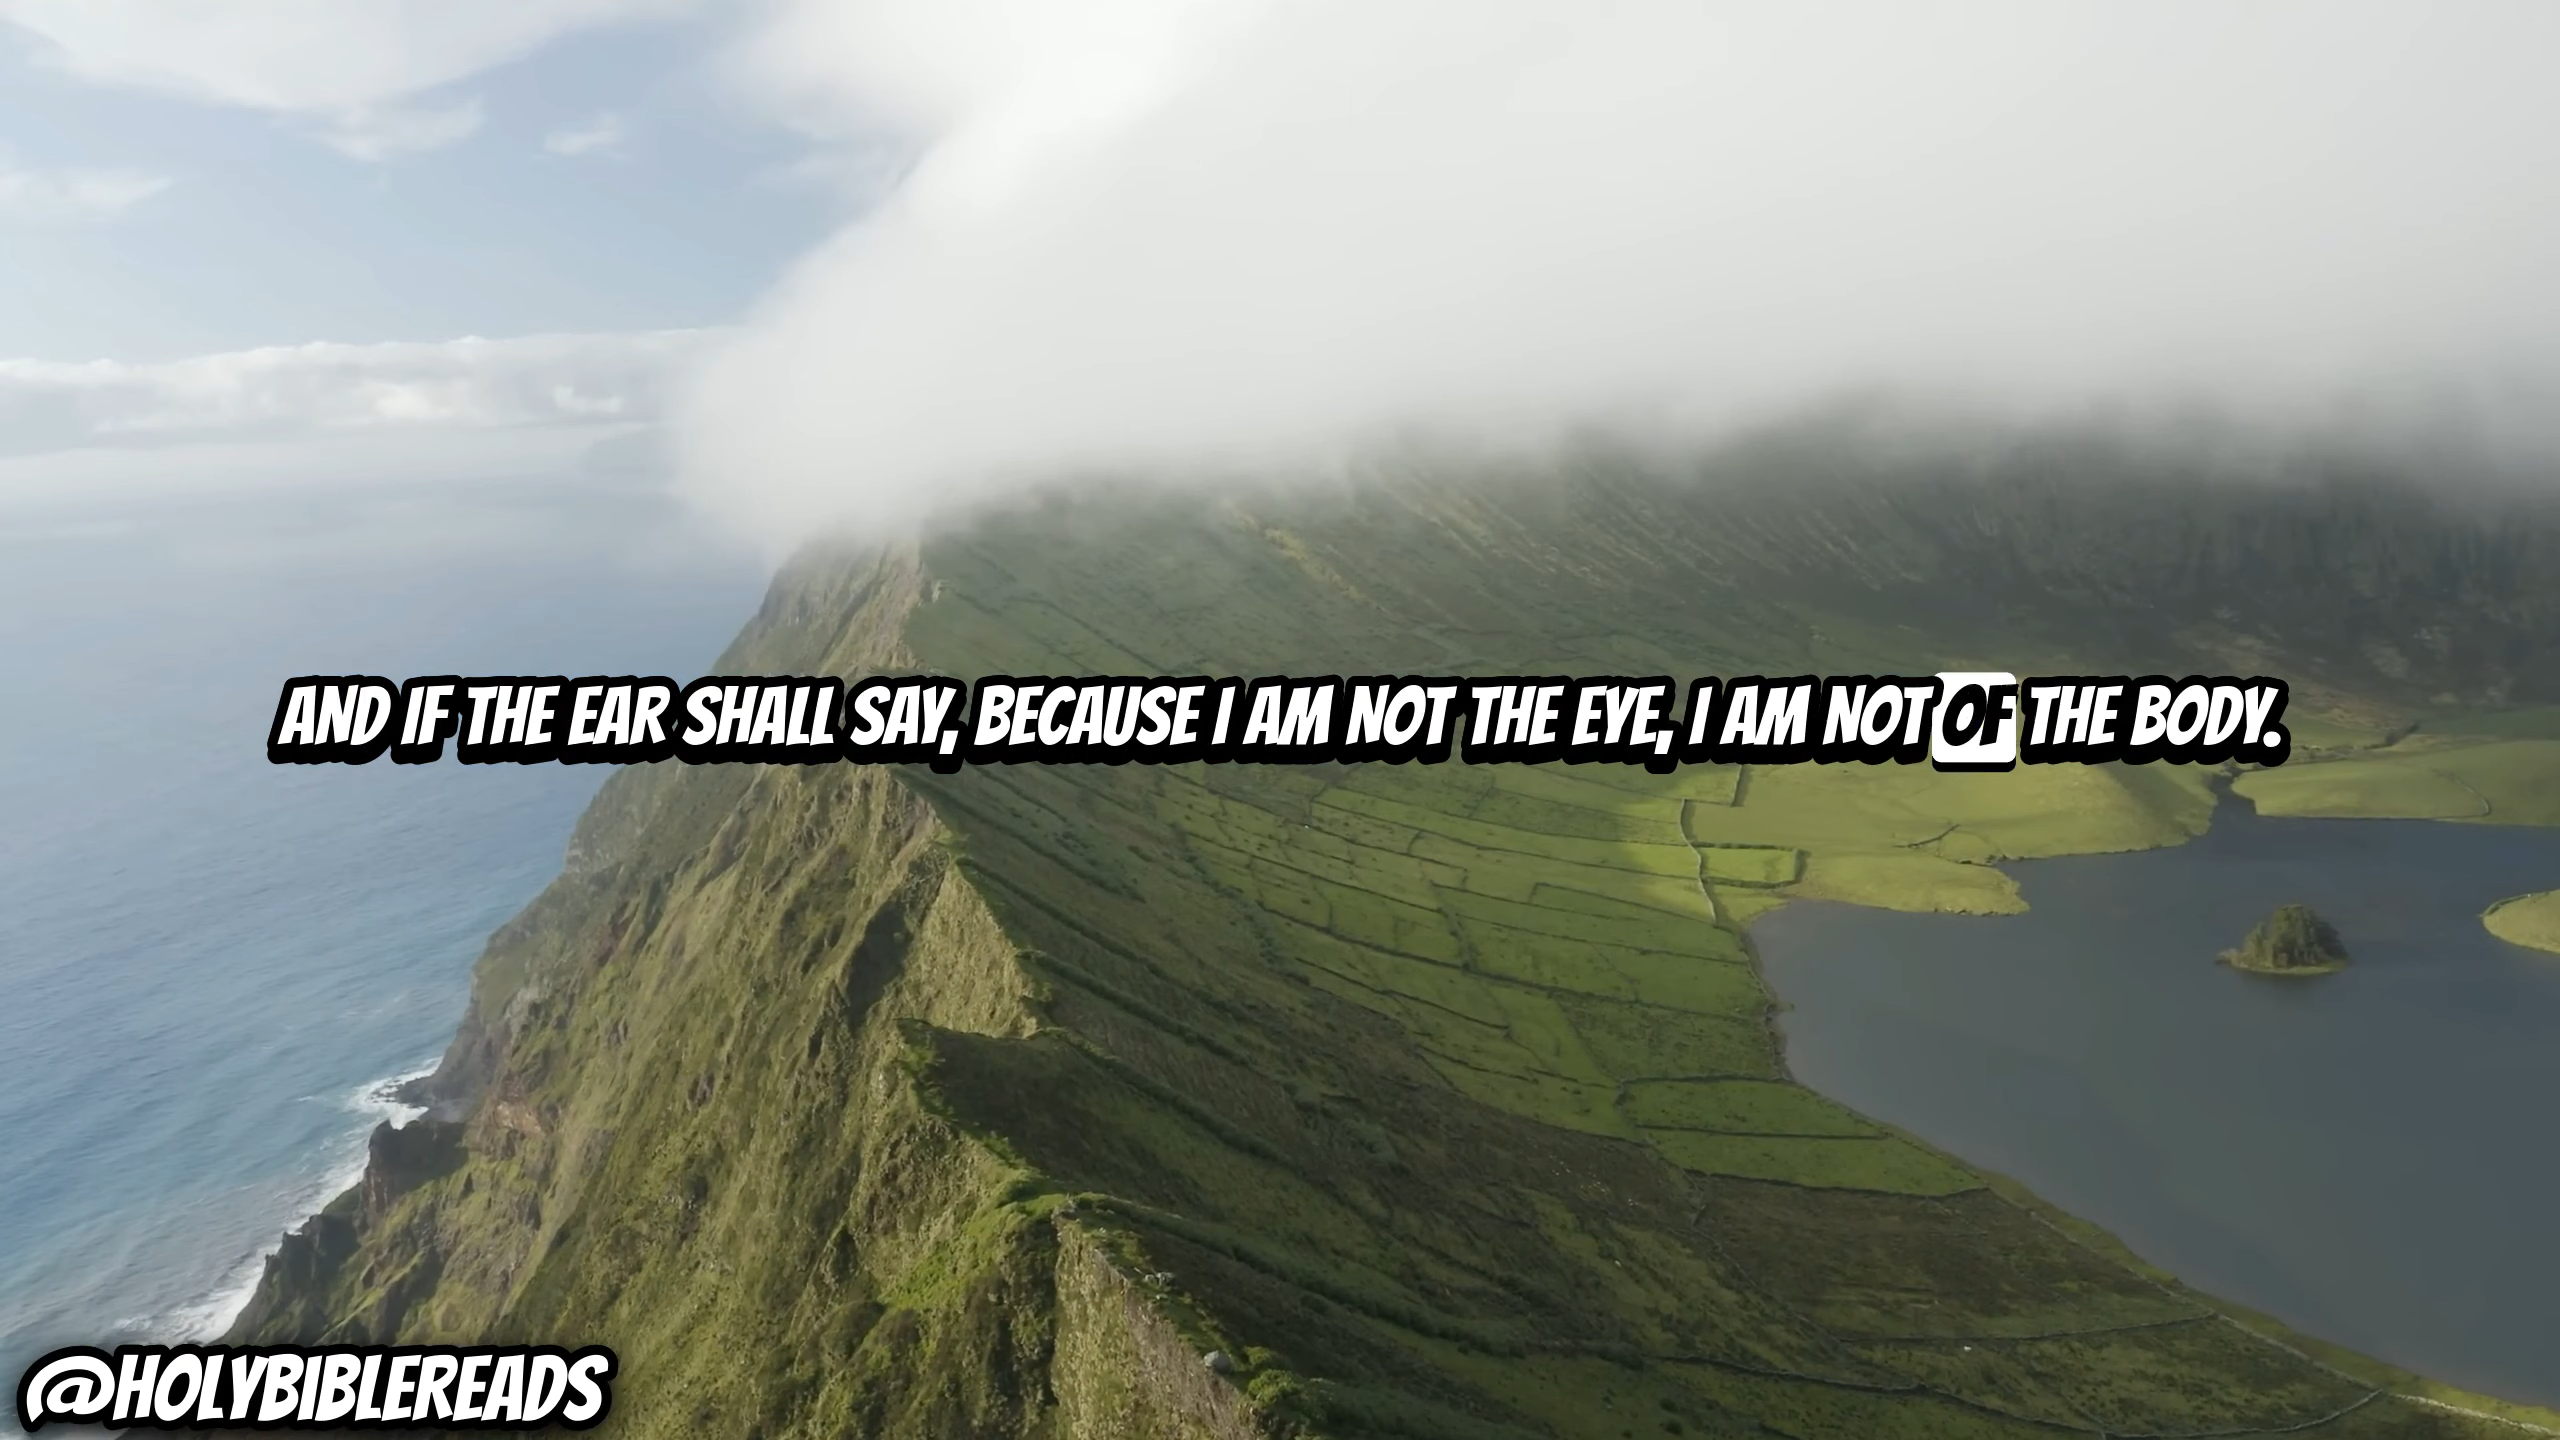 AND IF THE EAR SHALL SAY, BECAUSE I AM NOT THE EYE, I AM NOT OF THE BODY.
@HOLYBIBLEREADS